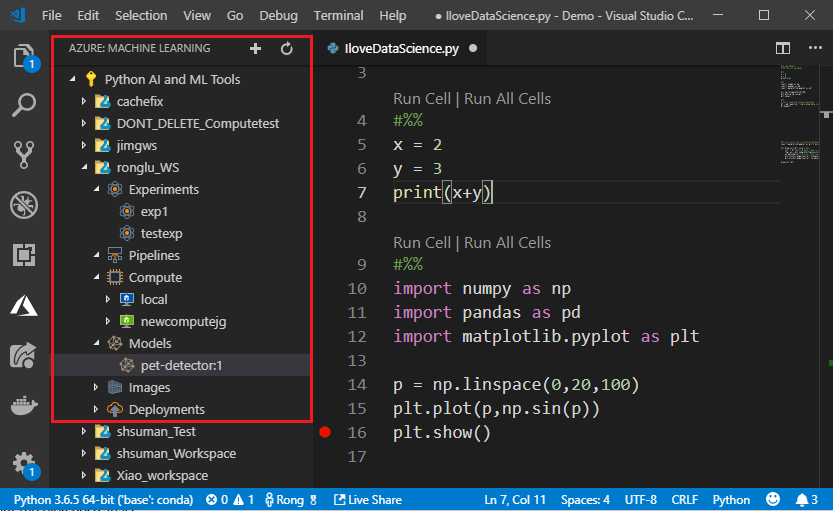 File Edit Selection View Go Debug Terminal Help ● IloveDataScience.py - Demo - Visual Studio C...
AZURE: MACHINE LEARNING
Python AI and ML Tools
cachefix
DONT_DELETE_Computetest
jimgws
ronglu_WS
Experiments
exp1
testexp
Pipelines
Compute
local
newcomputejg
Models
pet-detector:1
Images
Deployments
shsuman_Test
shsuman_Workspace
Xiao_workspace
1
1
IloveDataScience.py ●
3
Run Cell | Run All Cells
4 #%%
5 x = 2
6 y = 3
7 print(x+y)
8
Run Cell | Run All Cells
9 #%%
10 import numpy as np
11 import pandas as pd
12 import matplotlib.pyplot as plt
13
14 p = np.linspace(0,20,100)
15 plt.plot(p,np.sin(p))
16 plt.show()
17
Python 3.6.5 64-bit ('base': conda) 0 1 Rong Live Share Ln 7, Col 11 Spaces: 4 UTF-8 CRLF Python 3